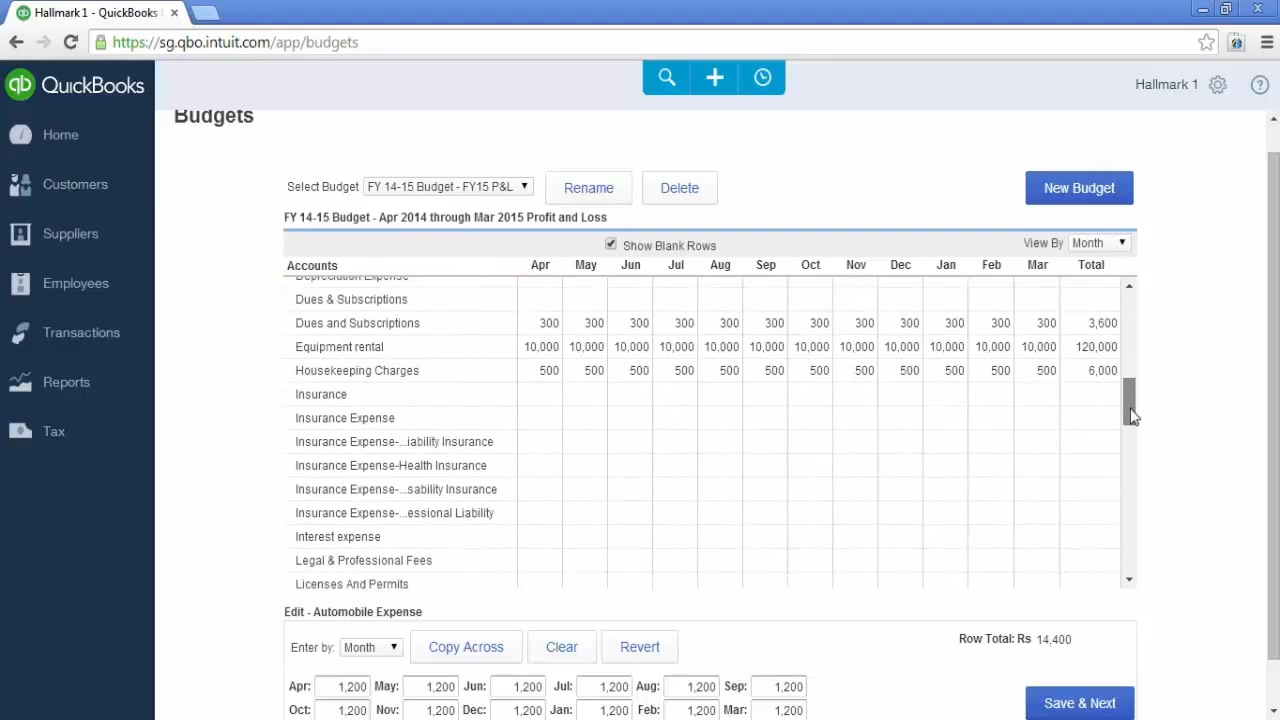 Hallmark 1 - QuickBooks
https://sg.qbo.intuit.com/app/budgets
qb QuickBooks
Hallmark 1
Home
Customers
Suppliers
Employees
Transactions
Reports
Tax
Budgets
Select Budget FY 14-15 Budget - FY15 P&L Rename Delete New Budget
FY 14-15 Budget - Apr 2014 through Mar 2015 Profit and Loss
Show Blank Rows View By Month
Accounts Apr May Jun Jul Aug Sep Oct Nov Dec Jan Feb Mar Total
Depreciation Expense
Dues & Subscriptions
Dues and Subscriptions 300 300 300 300 300 300 300 300 300 300 300 300 3,600
Equipment rental 10,000 10,000 10,000 10,000 10,000 10,000 10,000 10,000 10,000 10,000 10,000 10,000 120,000
Housekeeping Charges 500 500 500 500 500 500 500 500 500 500 500 500 6,000
Insurance
Insurance Expense
Insurance Expense-...iability Insurance
Insurance Expense-Health Insurance
Insurance Expense-...sability Insurance
Insurance Expense-...essional Liability
Interest expense
Legal & Professional Fees
Licenses And Permits
Edit - Automobile Expense
Enter by: Month Copy Across Clear Revert Row Total: Rs 14,400
Apr: 1,200 May: 1,200 Jun: 1,200 Jul: 1,200 Aug: 1,200 Sep: 1,200
Oct: 1,200 Nov: 1,200 Dec: 1,200 Jan: 1,200 Feb: 1,200 Mar: 1,200
Save & Next